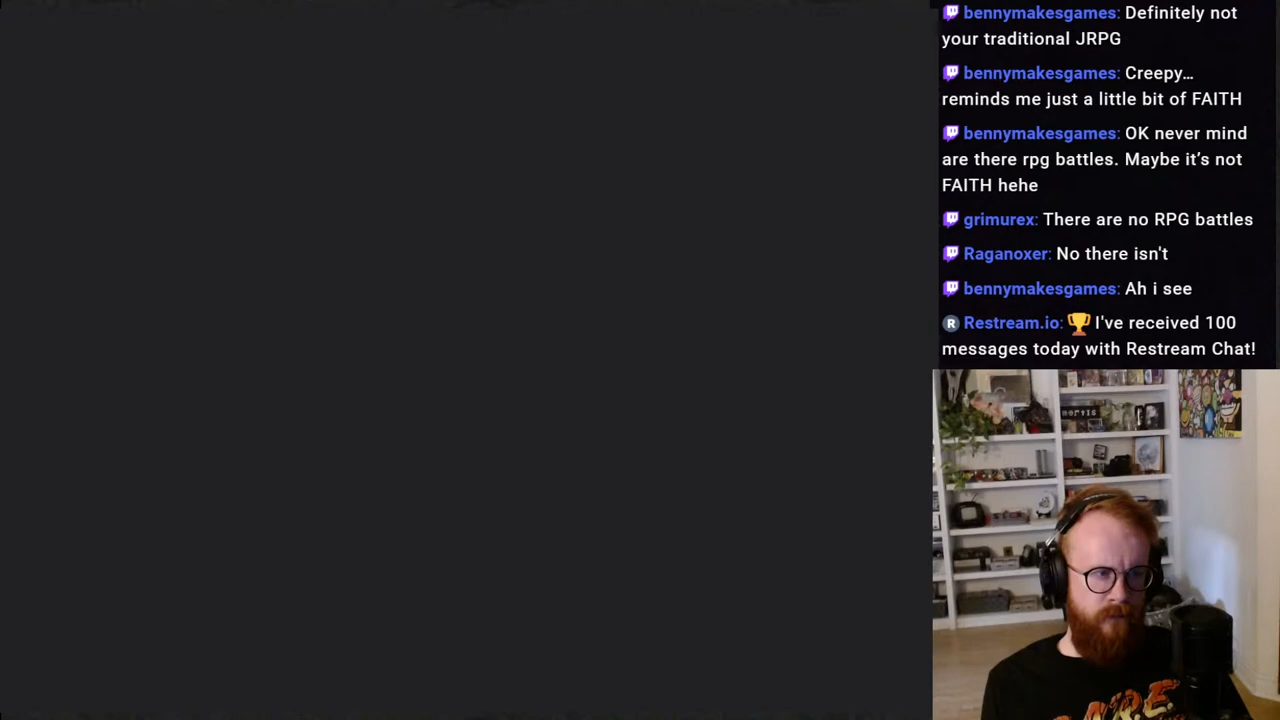 bennymakesgames: Definitely not
your traditional JRPG
bennymakesgames: Creepy…
reminds me just a little bit of FAITH
bennymakesgames: OK never mind
are there rpg battles. Maybe it’s not
FAITH hehe
grimurex: There are no RPG battles
Raganoxer: No there isn't
bennymakesgames: Ah i see
R Restream.io: 🏆 I've received 100
messages today with Restream Chat!